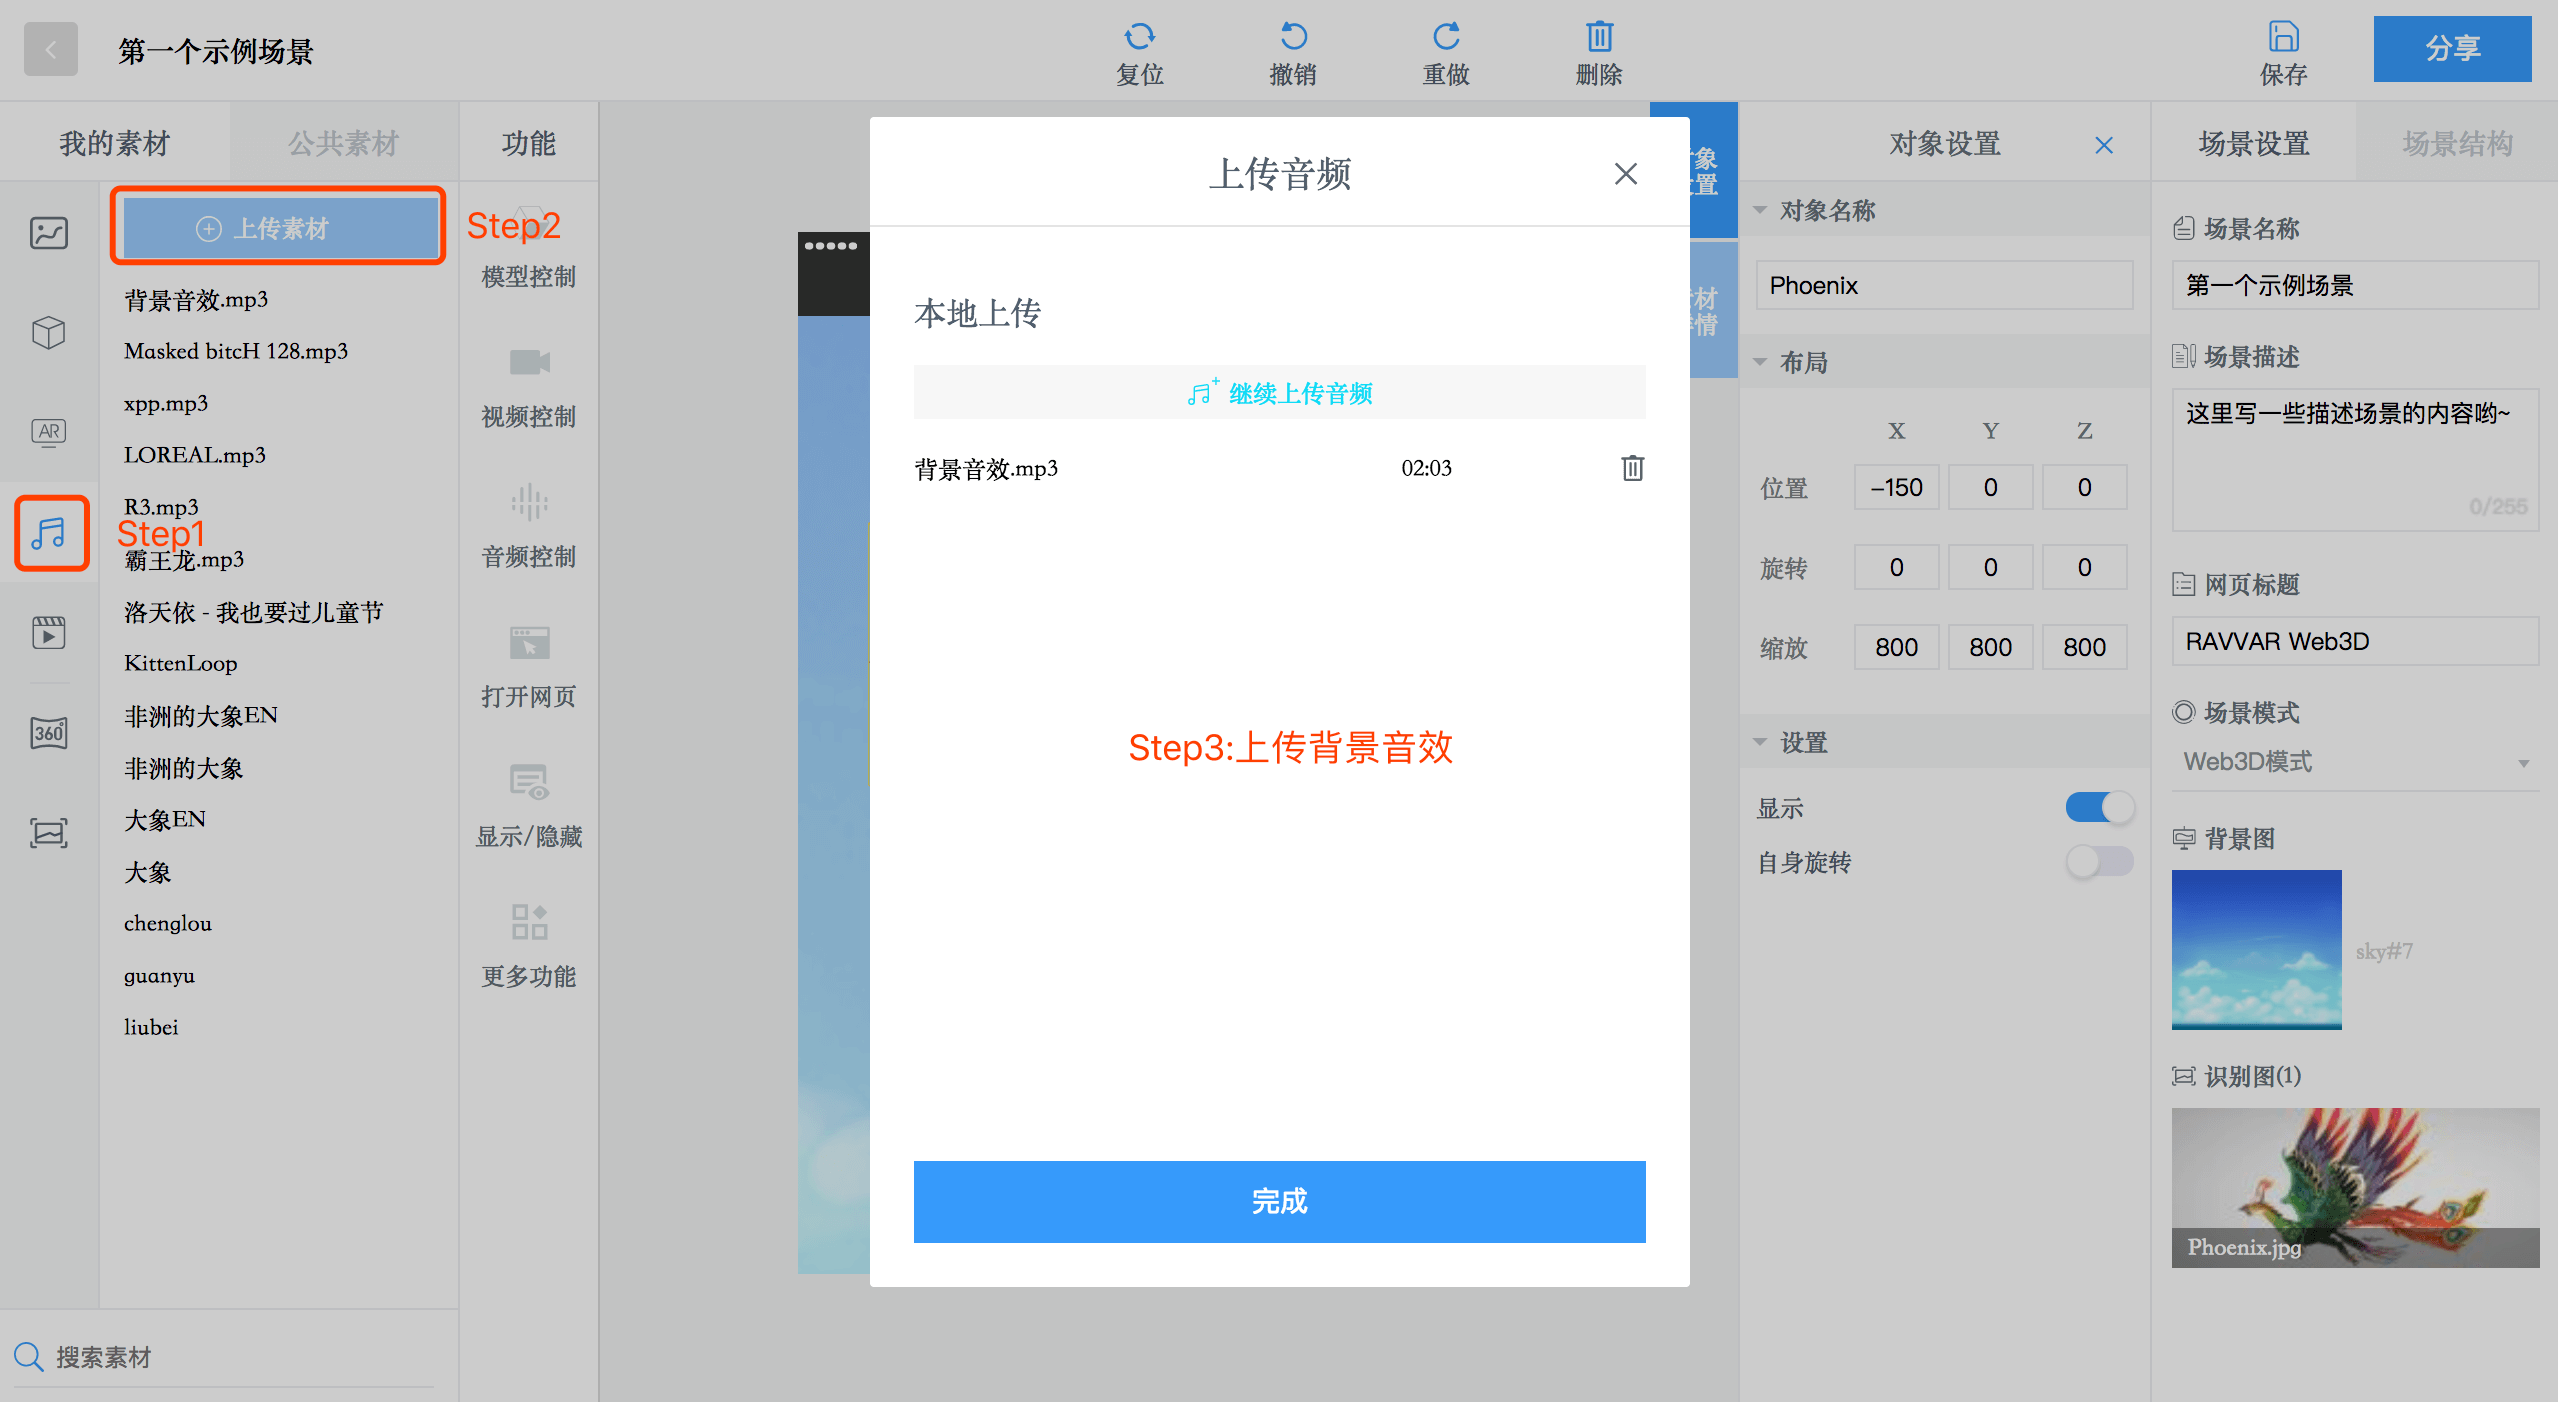 第一个示例场景
复位
撤销
重做
删除
保存
分享
我的素材
公共素材
功能
上传素材
Step2
背景音效.mp3
Masked bitcH 128.mp3
xpp.mp3
LOREAL.mp3
R3.mp3
Step1
霸王龙.mp3
洛天依 - 我也要过儿童节
KittenLoop
非洲的大象EN
非洲的大象
大象EN
大象
chenglou
guanyu
liubei
AR
360°
搜索素材
模型控制
视频控制
音频控制
打开网页
显示/隐藏
更多功能
上传音频
本地上传
继续上传音频
背景音效.mp3
02:03
Step3:上传背景音效
完成
象
置
材
情
对象设置
对象名称
Phoenix
布局
X Y Z
位置 -150 0 0
旋转 0 0 0
缩放 800 800 800
设置
显示
自身旋转
场景设置
场景结构
场景名称
第一个示例场景
场景描述
这里写一些描述场景的内容哟~
0/255
网页标题
RAVVAR Web3D
场景模式
Web3D模式
背景图
sky#7
识别图(1)
Phoenix.jpg